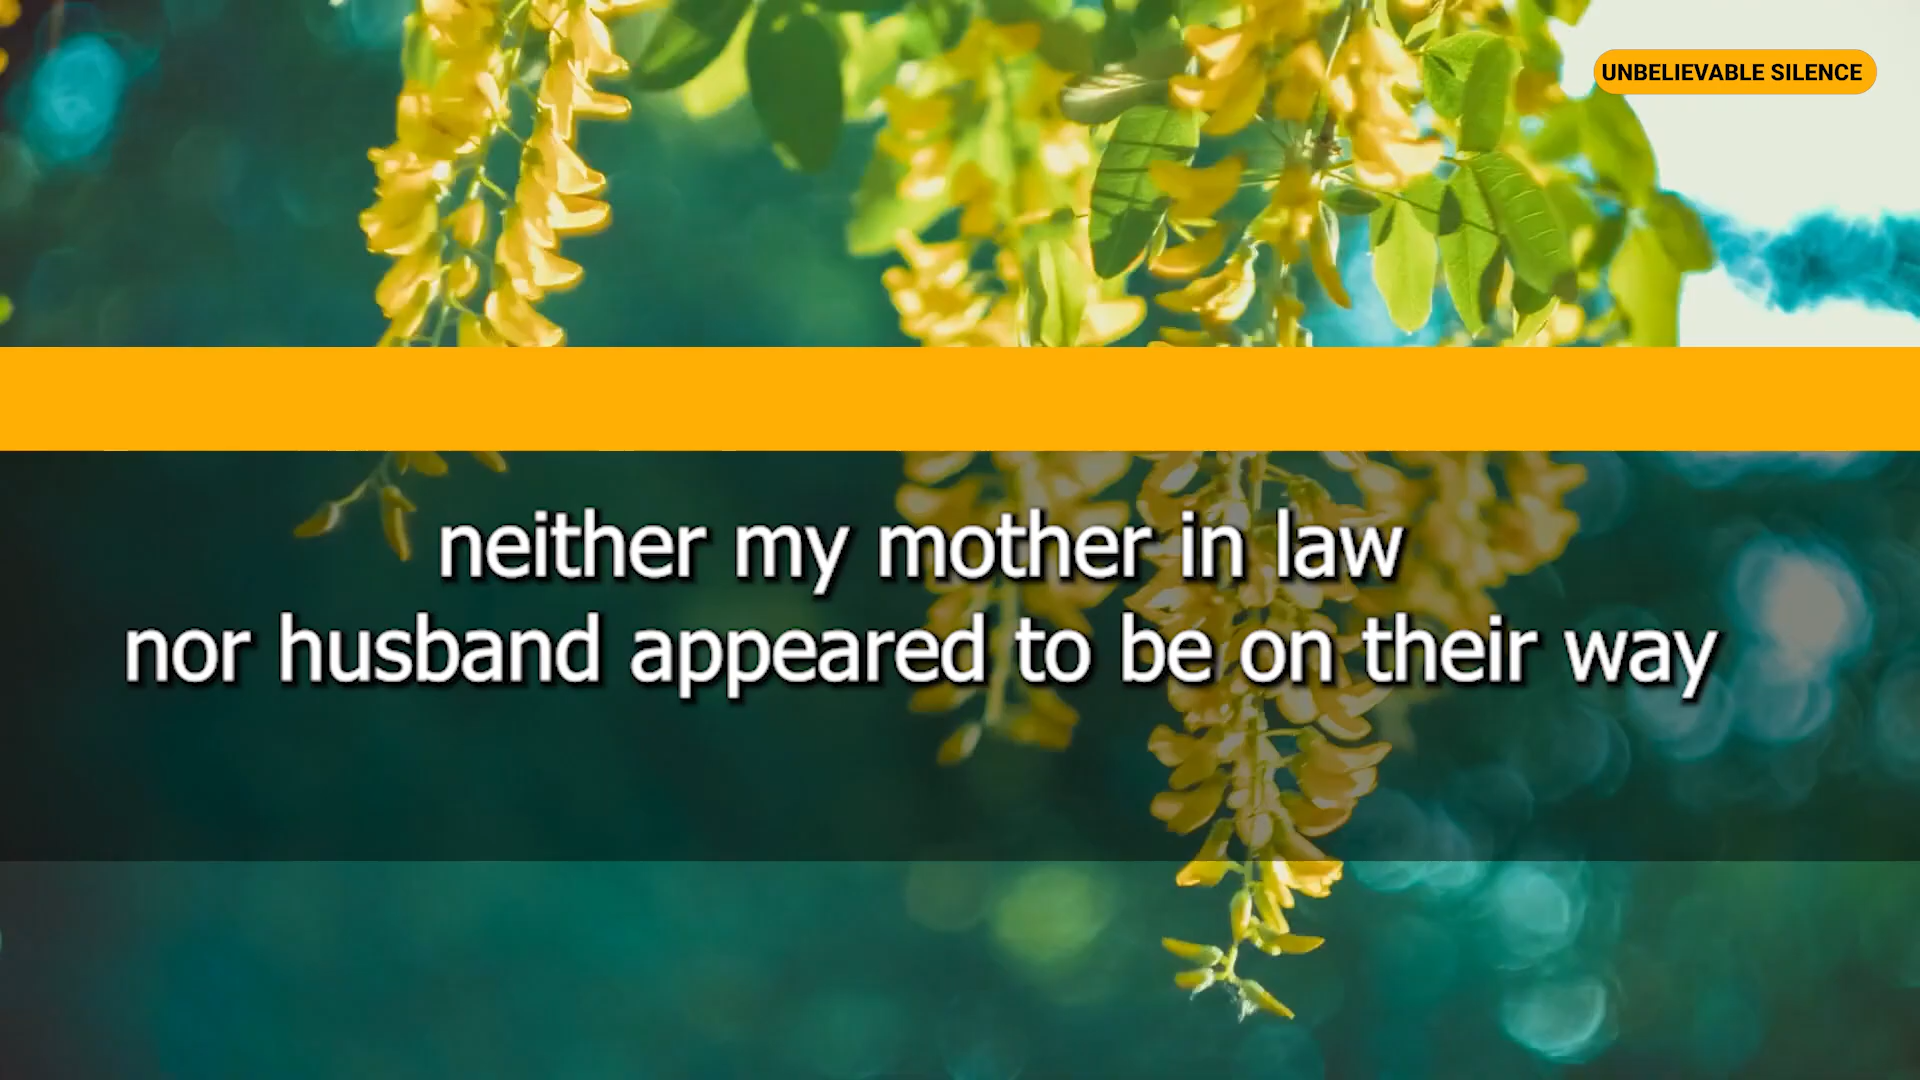 UNBELIEVABLE SILENCE
neither my mother in law
nor husband appeared to be on their way